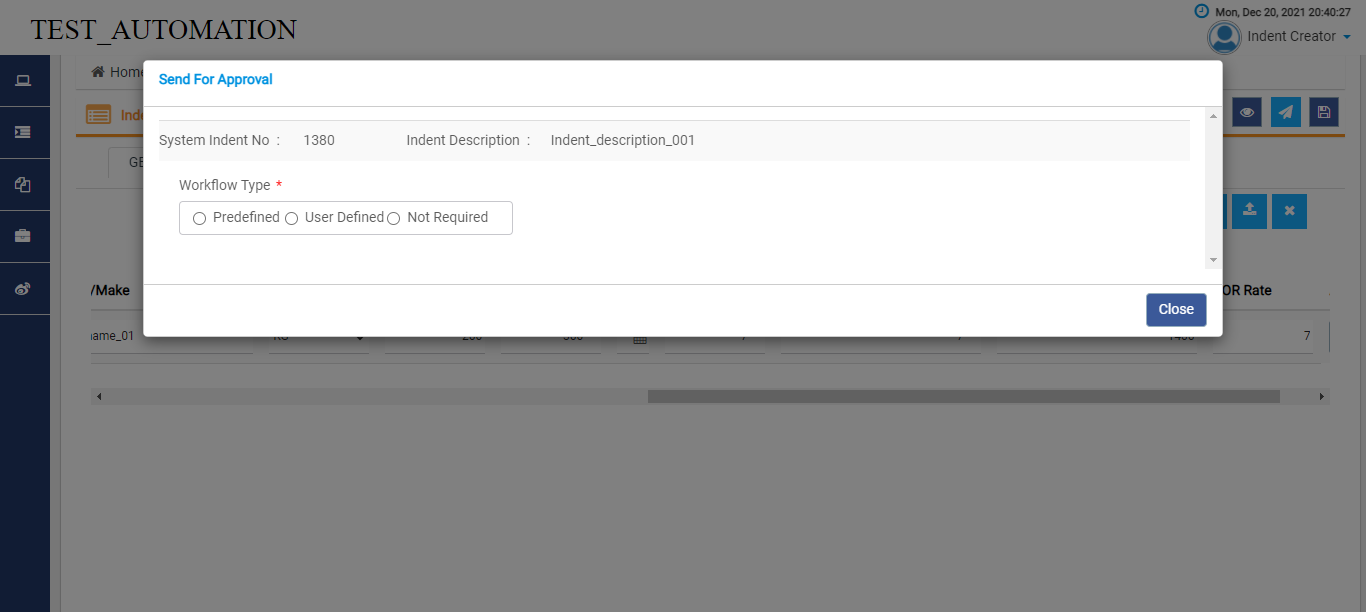 TEST_AUTOMATION
Mon, Dec 20, 2021 20:40:27
Indent Creator
Home
Send For Approval
Inde
System Indent No : 1380 Indent Description : Indent_description_001
GE
Workflow Type *
Predefined User Defined Not Required
/Make
OR Rate
Close
name_01
7